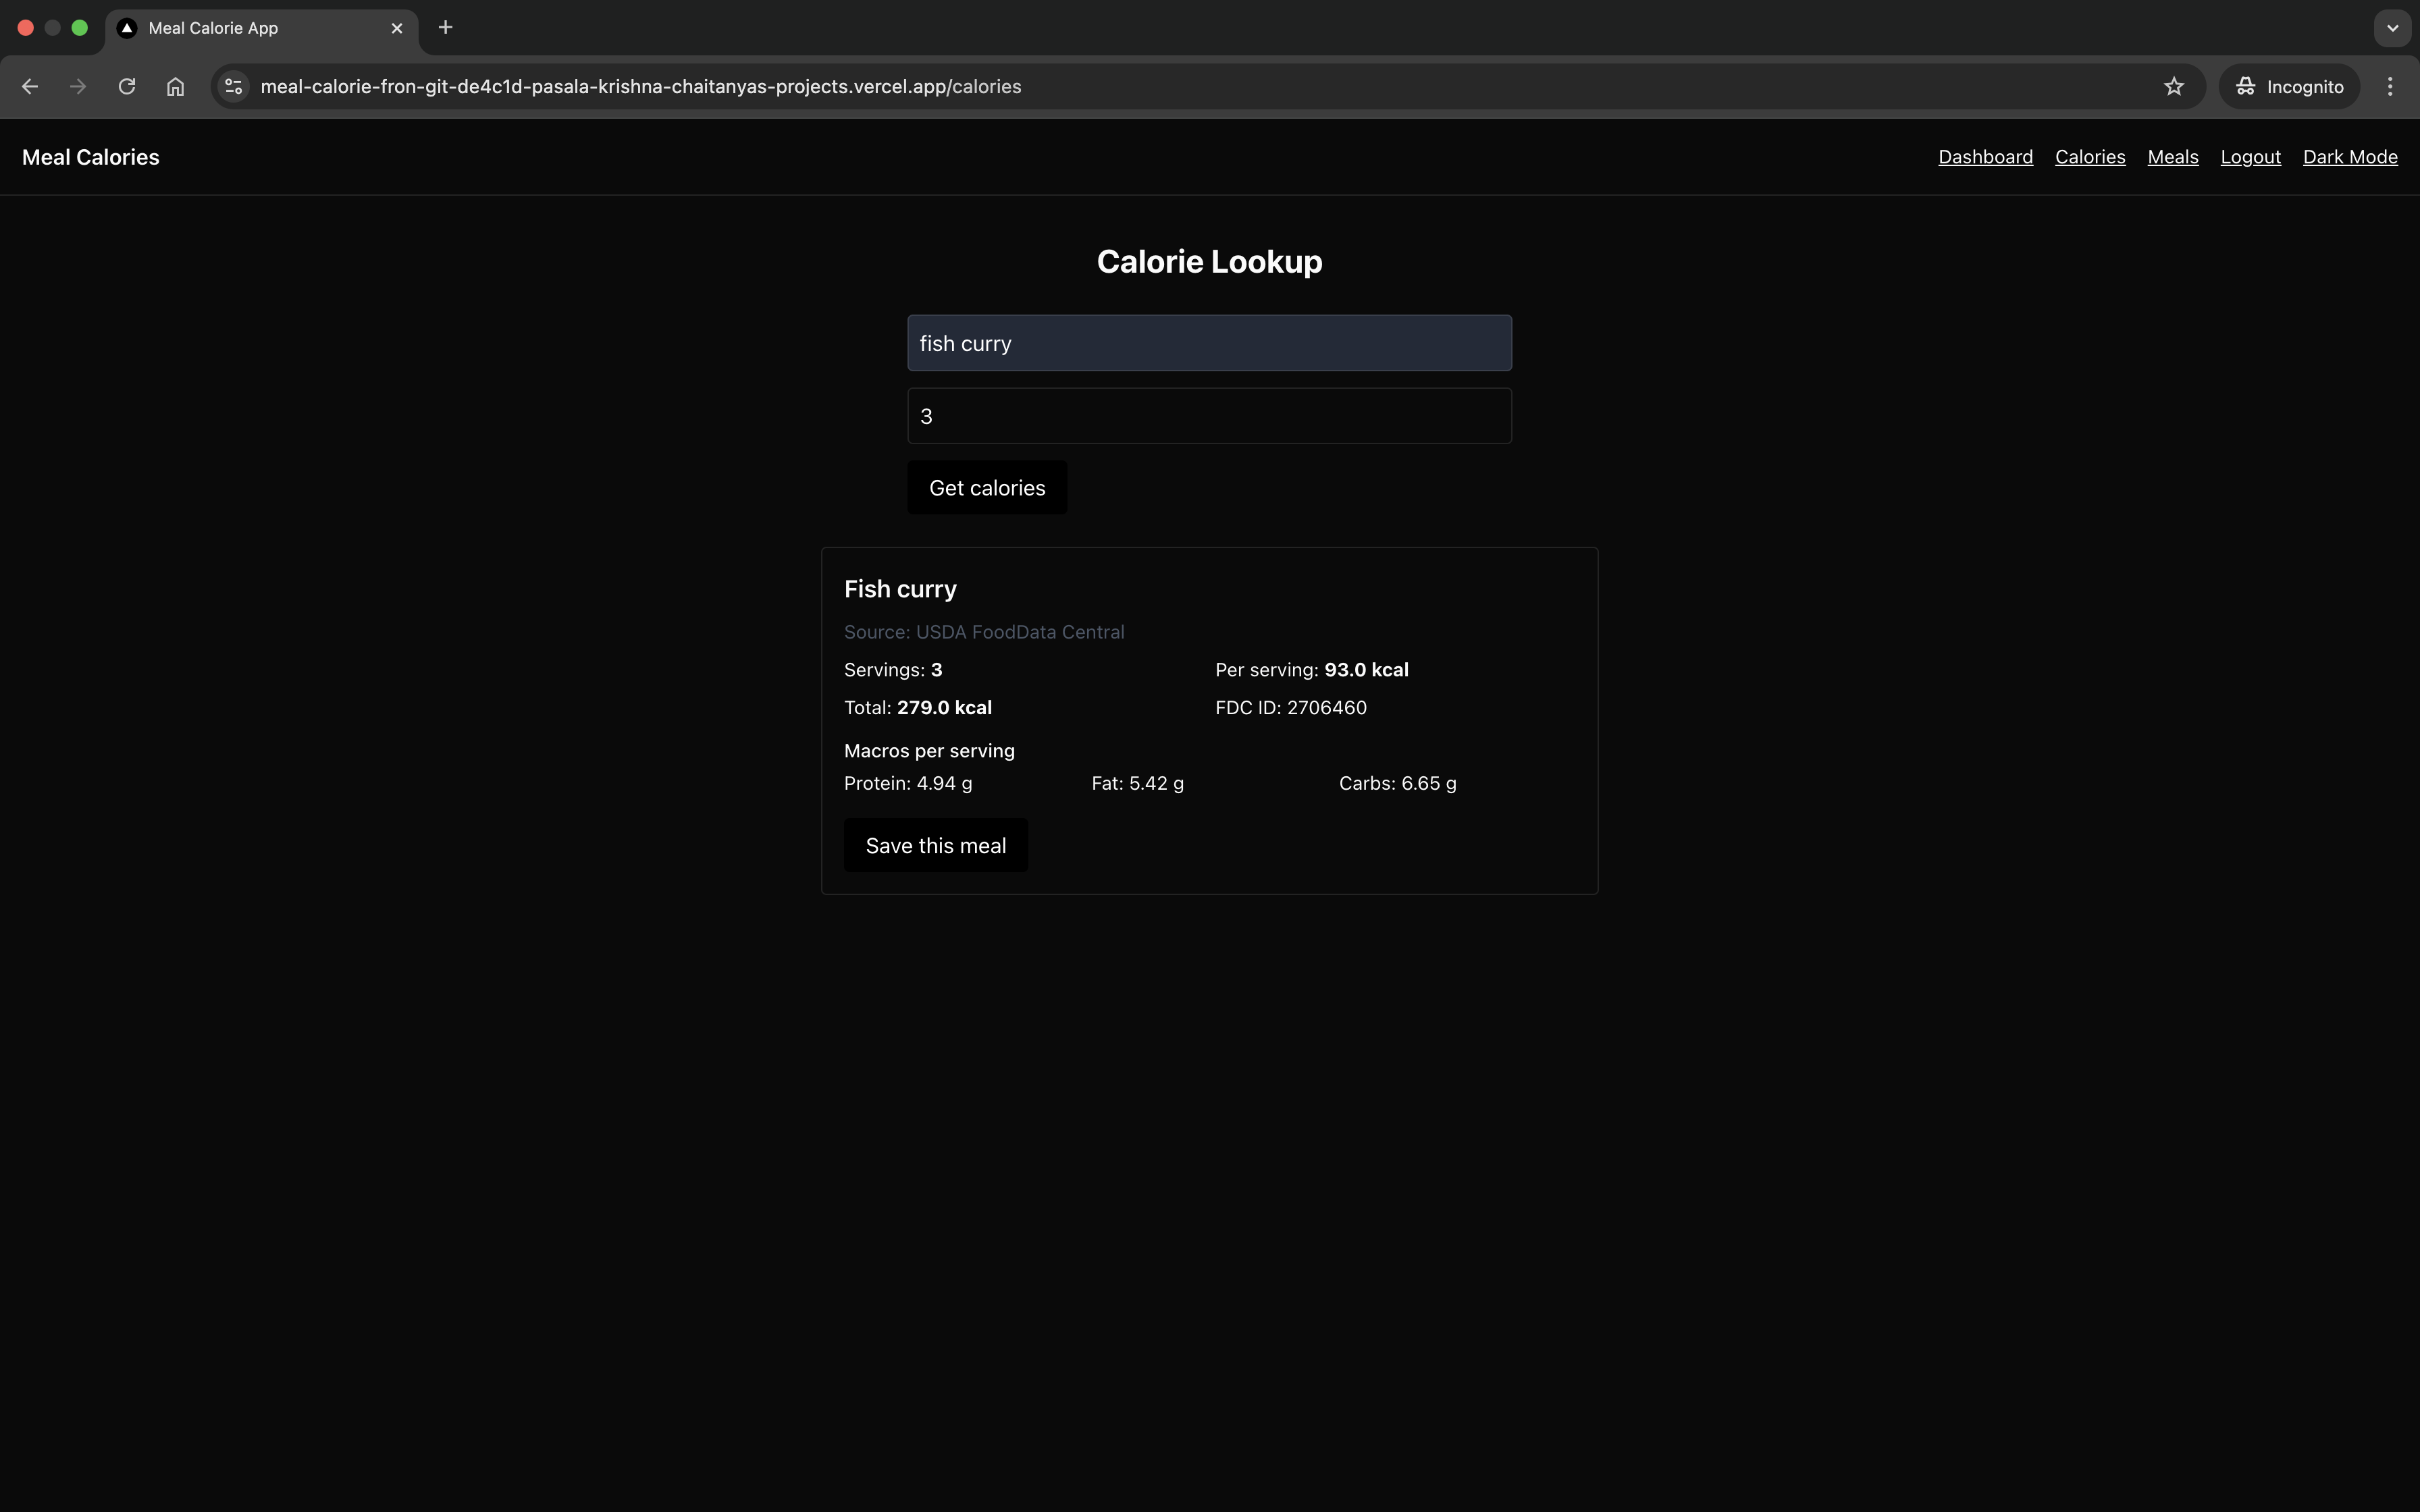 Meal Calorie App
meal-calorie-fron-git-de4c1d-pasala-krishna-chaitanyas-projects.vercel.app/calories
Incognito
Meal Calories
Dashboard Calories Meals Logout Dark Mode
Calorie Lookup
fish curry
3
Get calories
Fish curry
Source: USDA FoodData Central
Servings: 3 Per serving: 93.0 kcal
Total: 279.0 kcal FDC ID: 2706460
Macros per serving
Protein: 4.94 g Fat: 5.42 g Carbs: 6.65 g
Save this meal